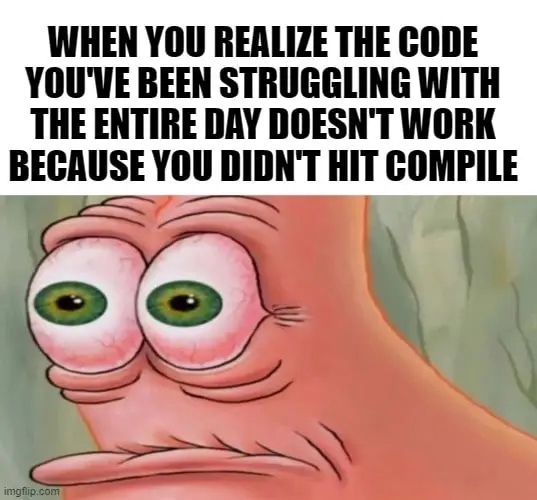 WHEN YOU REALIZE THE CODE
YOU'VE BEEN STRUGGLING WITH
THE ENTIRE DAY DOESN'T WORK
BECAUSE YOU DIDN'T HIT COMPILE
imgflip.com